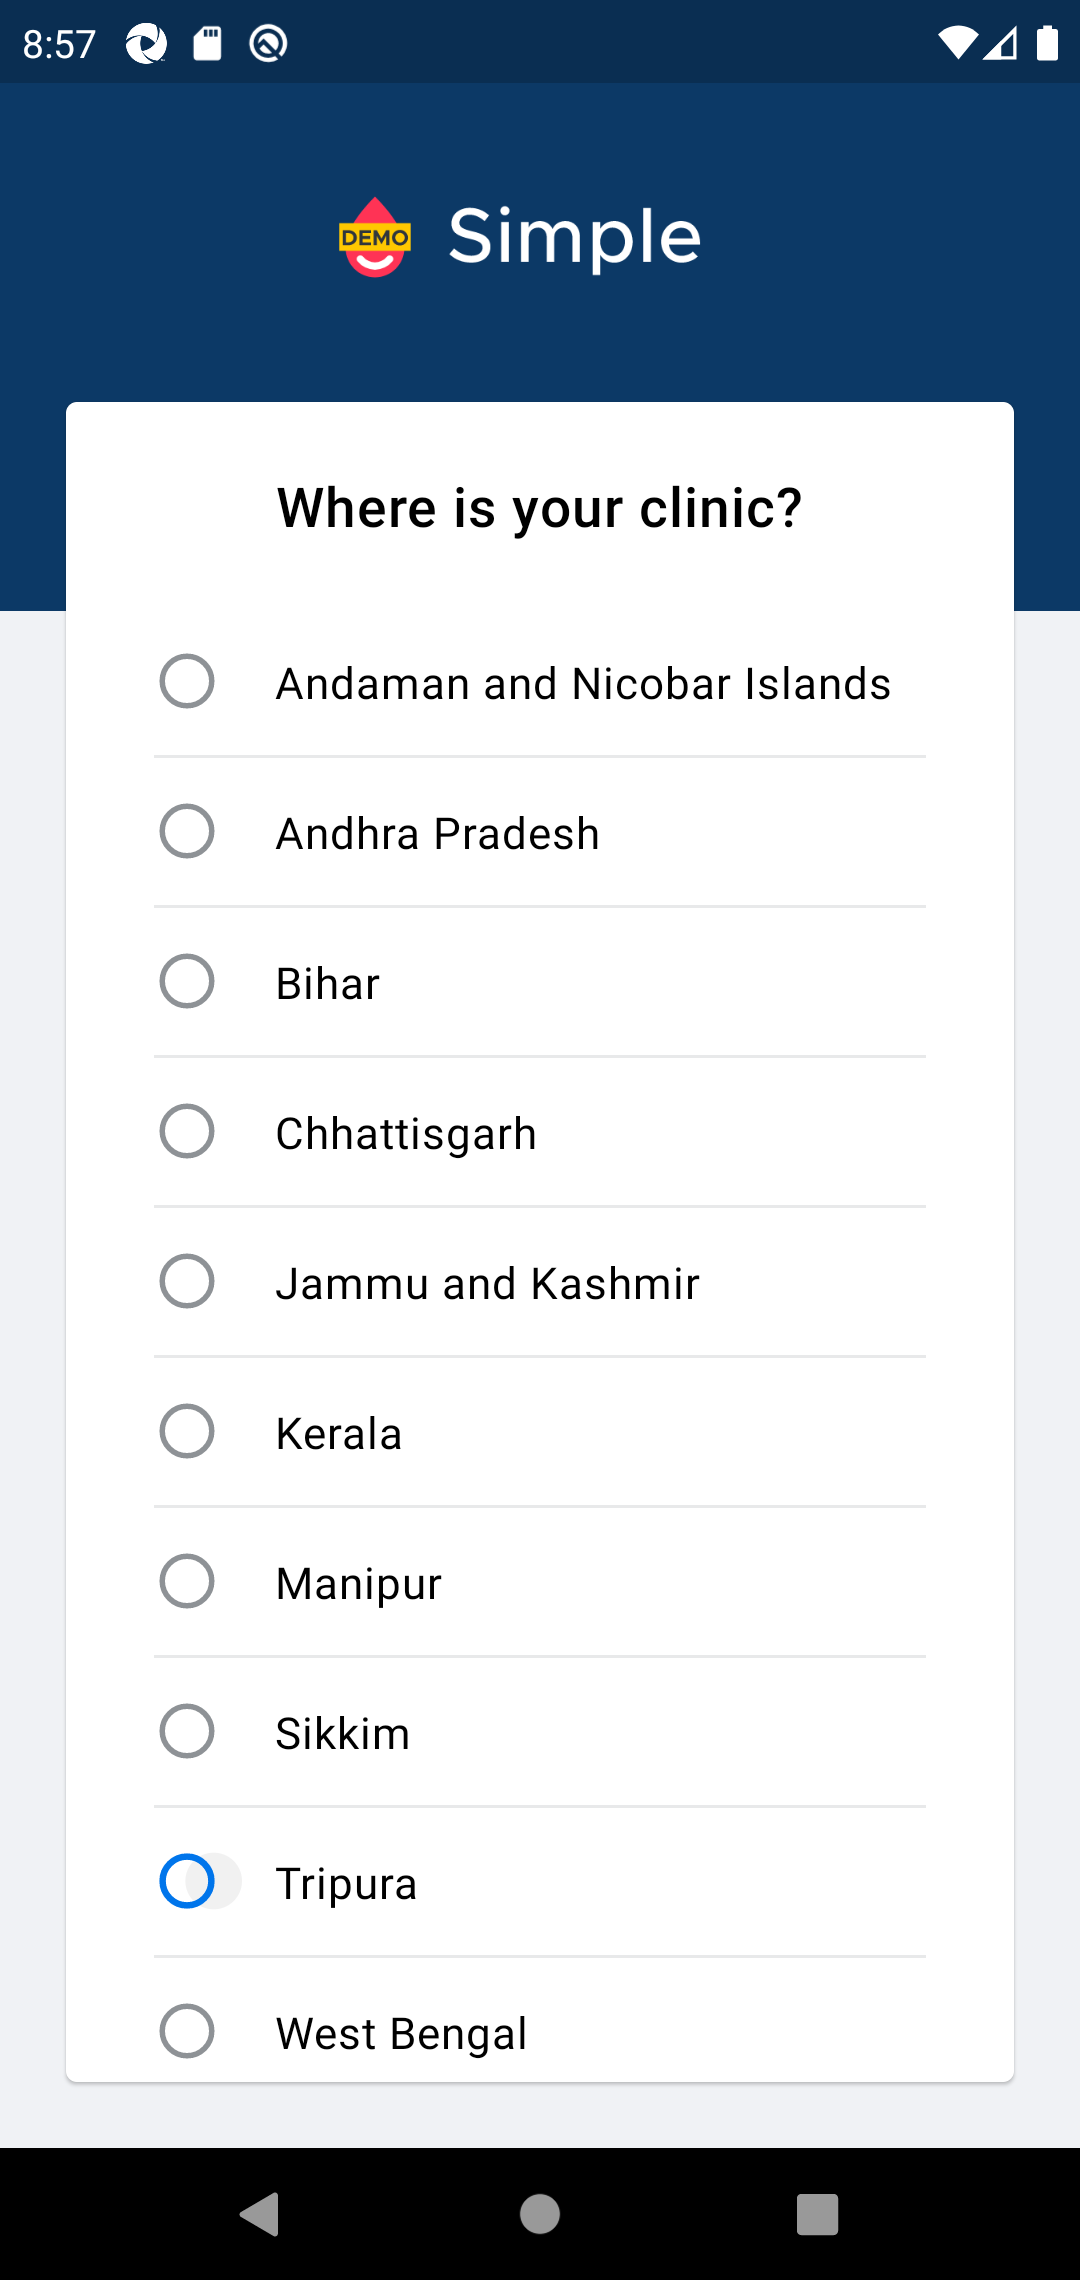 8:57
DEMO Simple
Where is your clinic?
Andaman and Nicobar Islands
Andhra Pradesh
Bihar
Chhattisgarh
Jammu and Kashmir
Kerala
Manipur
Sikkim
Tripura
West Bengal